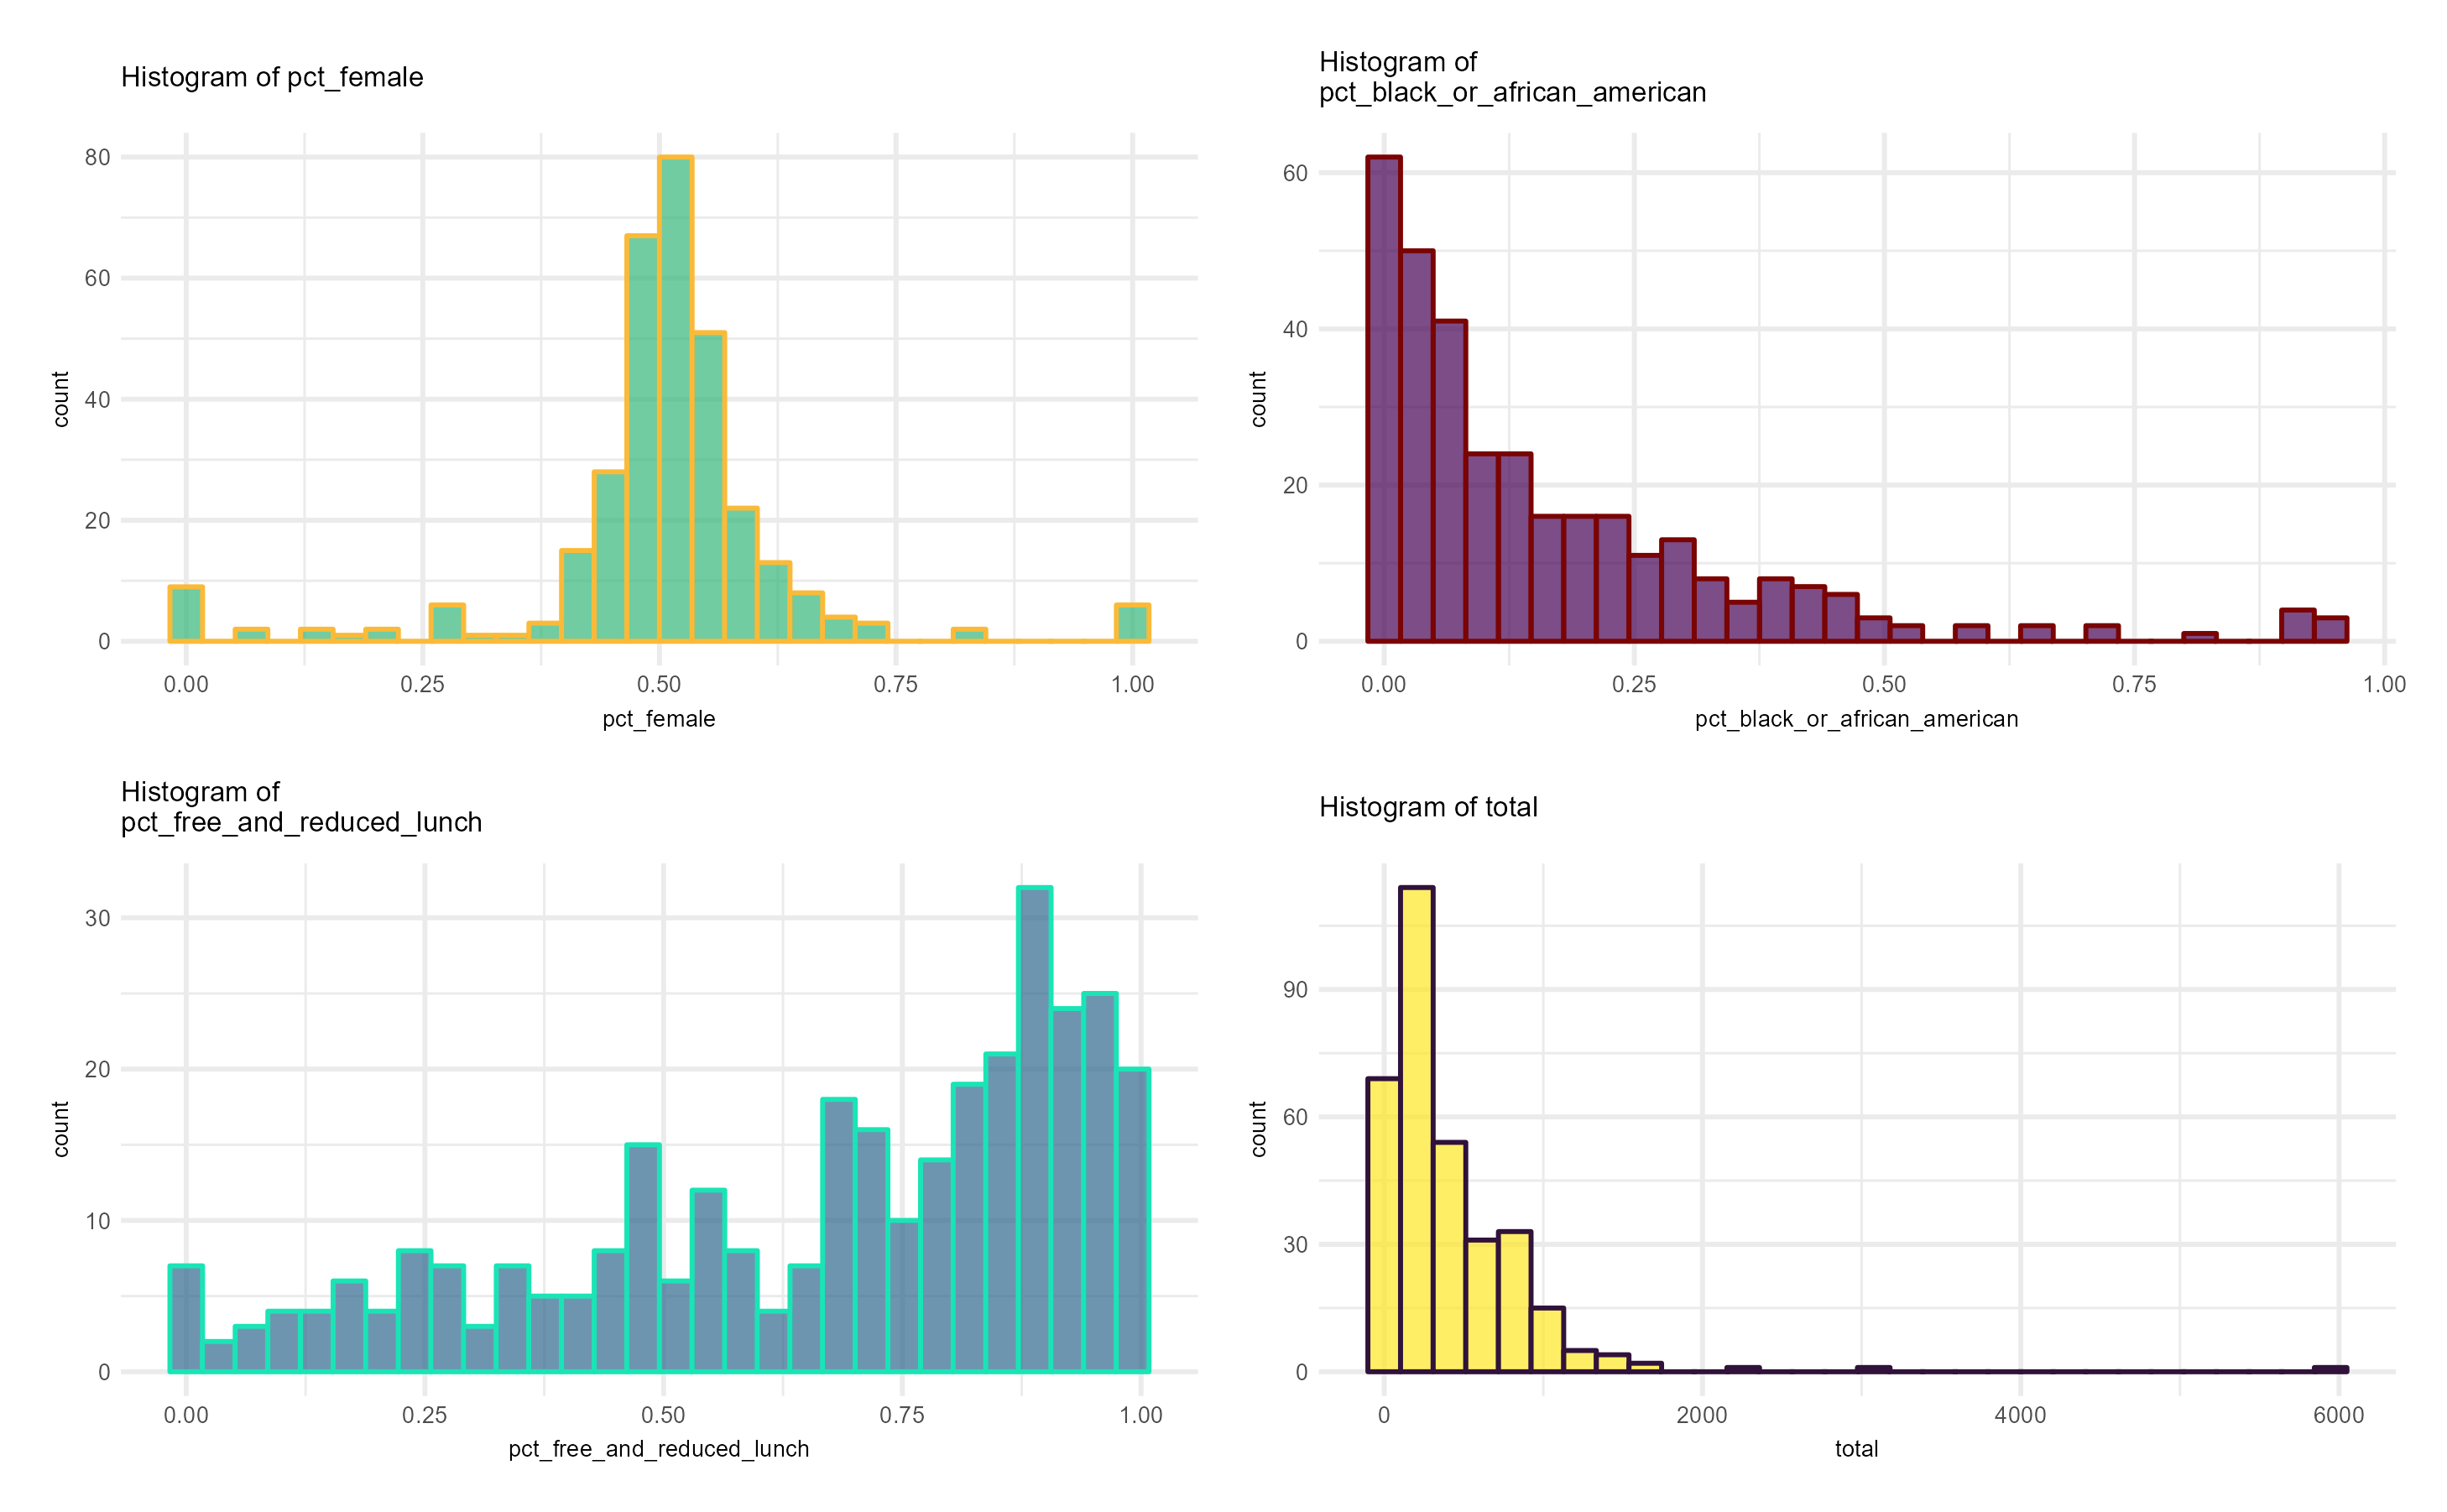 Histogram of pct_female
80
60
40
20
0
count
0.00 0.25 0.50 0.75 1.00
pct_female
Histogram of
pct_black_or_african_american
60
40
20
0
count
0.00 0.25 0.50 0.75 1.00
pct_black_or_african_american
Histogram of
pct_free_and_reduced_lunch
30
20
10
0
count
0.00 0.25 0.50 0.75 1.00
pct_free_and_reduced_lunch
Histogram of total
90
60
30
0
count
0 2000 4000 6000
total